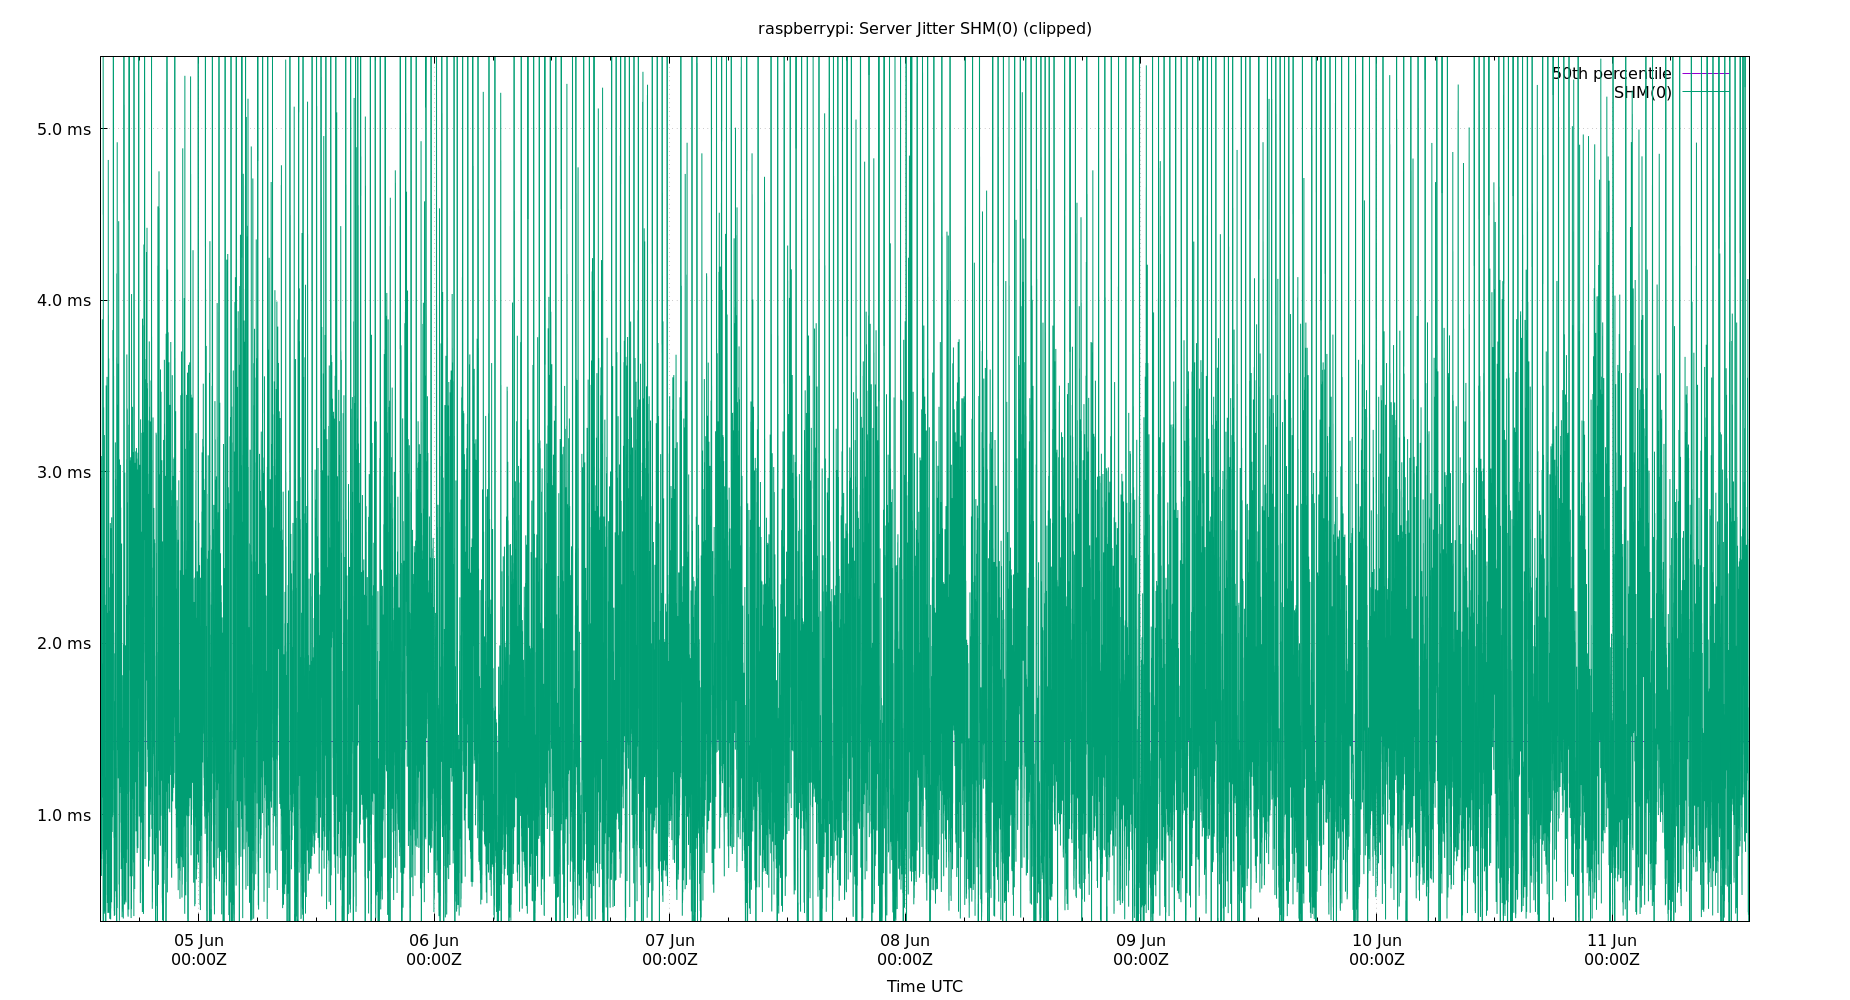 raspberrypi: Server Jitter SHM(0) (clipped)
50th percentile
SHM(0)
5.0 ms
4.0 ms
3.0 ms
2.0 ms
1.0 ms
05 Jun 06 Jun 07 Jun 08 Jun 09 Jun 10 Jun 11 Jun
00:00Z 00:00Z 00:00Z 00:00Z 00:00Z 00:00Z 00:00Z
Time UTC